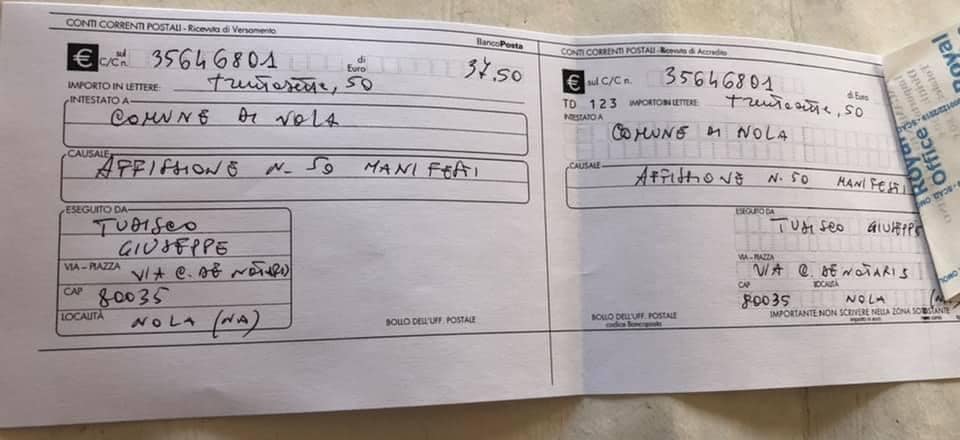 CONTI CORRENTI POSTALI - Ricevuta di Versamento
BancoPosta
€ sul C/C n. 35646801 di Euro 37,50
IMPORTO IN LETTERE: trentasette, 50
INTESTATO A
COMUNE DI NOLA
CAUSALE
AFFISSIONE N. 50 MANIFESTI
ESEGUITO DA
TUDISCO
GIUSEPPE
VIA – PIAZZA VIA C. DE NOTARIS
CAP 80035
LOCALITÀ NOLA (NA)
BOLLO DELL'UFF. POSTALE
CONTI CORRENTI POSTALI - Ricevuta di Accredito
€ sul C/C n. 35646801 di Euro
TD 123 IMPORTO IN LETTERE: trentasette, 50
INTESTATO A
COMUNE DI NOLA
CAUSALE
AFFISSIONE N. 50 MANIFESTI
ESEGUITO DA
TUDISCO GIUSEPPE
VIA – PIAZZA
VIA C. DE NOTARIS
CAP LOCALITÀ
80035 NOLA (N
BOLLO DELL'UFF. POSTALE
codice Bancoposta
IMPORTANTE: NON SCRIVERE NELLA ZONA SOTTOSTANTE
Royal
Office